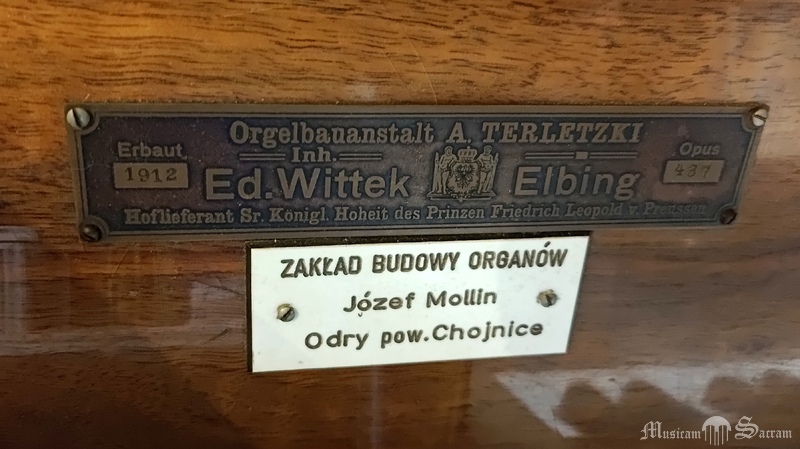 Orgelbauanstalt A. TERLETZKI
Erbaut
1912
Inh.
Ed. Wittek Elbing
Opus
437
Hoflieferant Sr. Königl. Hoheit des Prinzen Friedrich Leopold v. Preussen
ZAKŁAD BUDOWY ORGANÓW
Józef Mollin
Odry pow. Chojnice
Musicam Sacram